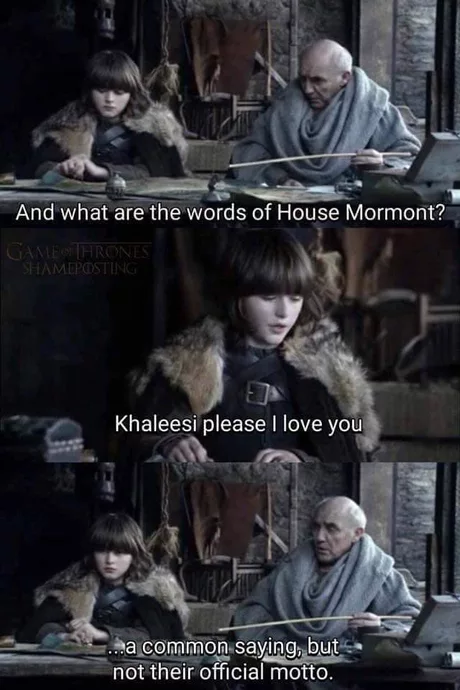 And what are the words of House Mormont?
GAME OF THRONES
SHAMEPOSTING
Khaleesi please I love you
...a common saying, but
not their official motto.